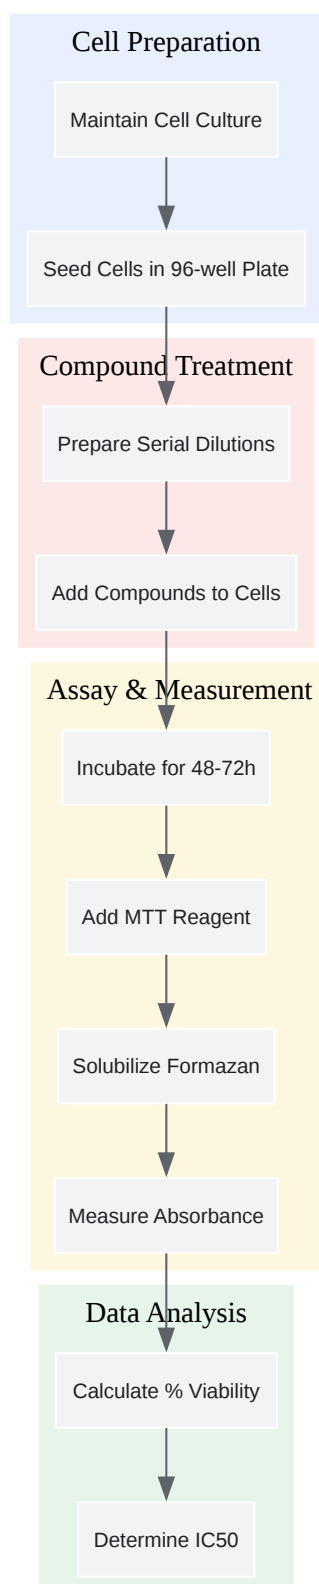 Cell Preparation
Maintain Cell Culture
Seed Cells in 96-well Plate
Compound Treatment
Prepare Serial Dilutions
Add Compounds to Cells
Assay & Measurement
Incubate for 48-72h
Add MTT Reagent
Solubilize Formazan
Measure Absorbance
Data Analysis
Calculate % Viability
Determine IC50